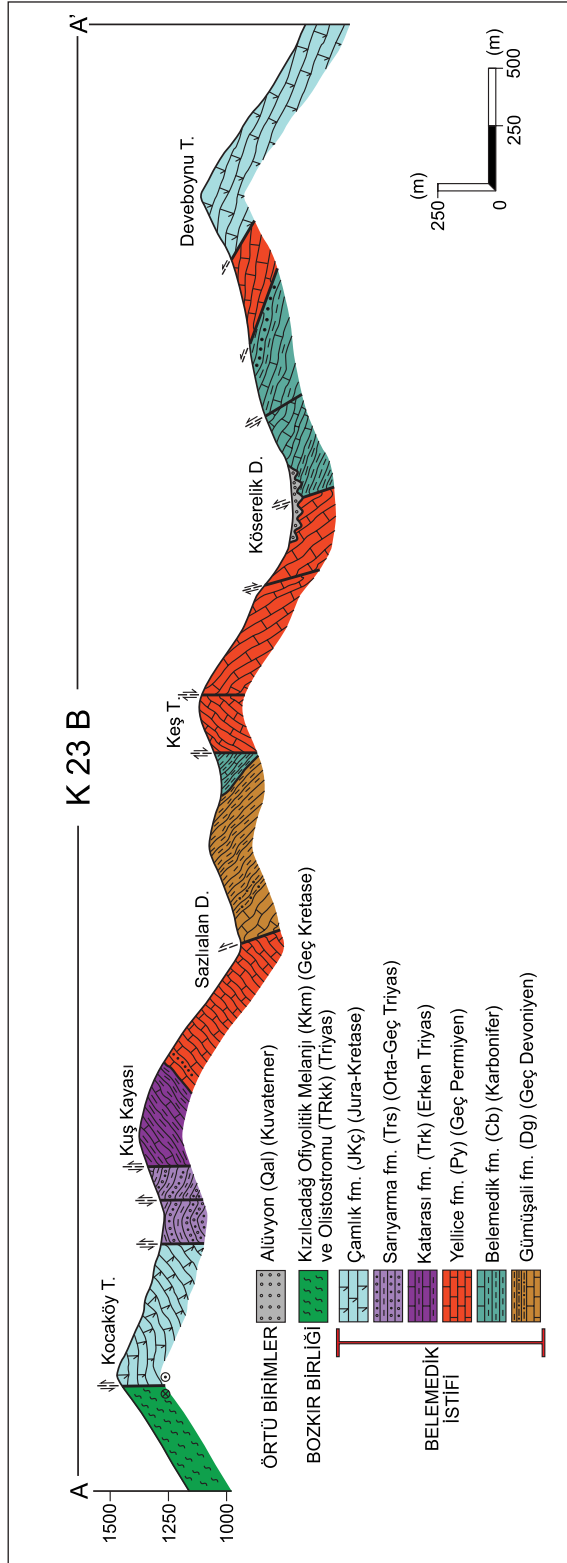 A
K 23 B
A'
1500
1250
1000
Kocaköy T.
Kuş Kayası
Sazlıalan D.
Keş T.
Köserelik D.
Deveboynu T.
ÖRTÜ BİRİMLER
Alüvyon (Qal) (Kuvaterner)
BOZKIR BİRLİĞİ
Kızılcadağ Ofiyolitik Melanjı (Kkm) (Geç Kretase)
ve Olistostromu (TRkk) (Triyas)
BELEMEDİK
İSTİFİ
Çamlık fm. (JKç) (Jura-Kretase)
Sarıyarma fm. (Trs) (Orta-Geç Triyas)
Katarası fm. (Trk) (Erken Triyas)
Yellice fm. (Py) (Geç Permiyen)
Belemedik fm. (Cb) (Karbonifer)
Gümüşali fm. (Dg) (Geç Devoniyen)
(m)
250
0
250
500
(m)